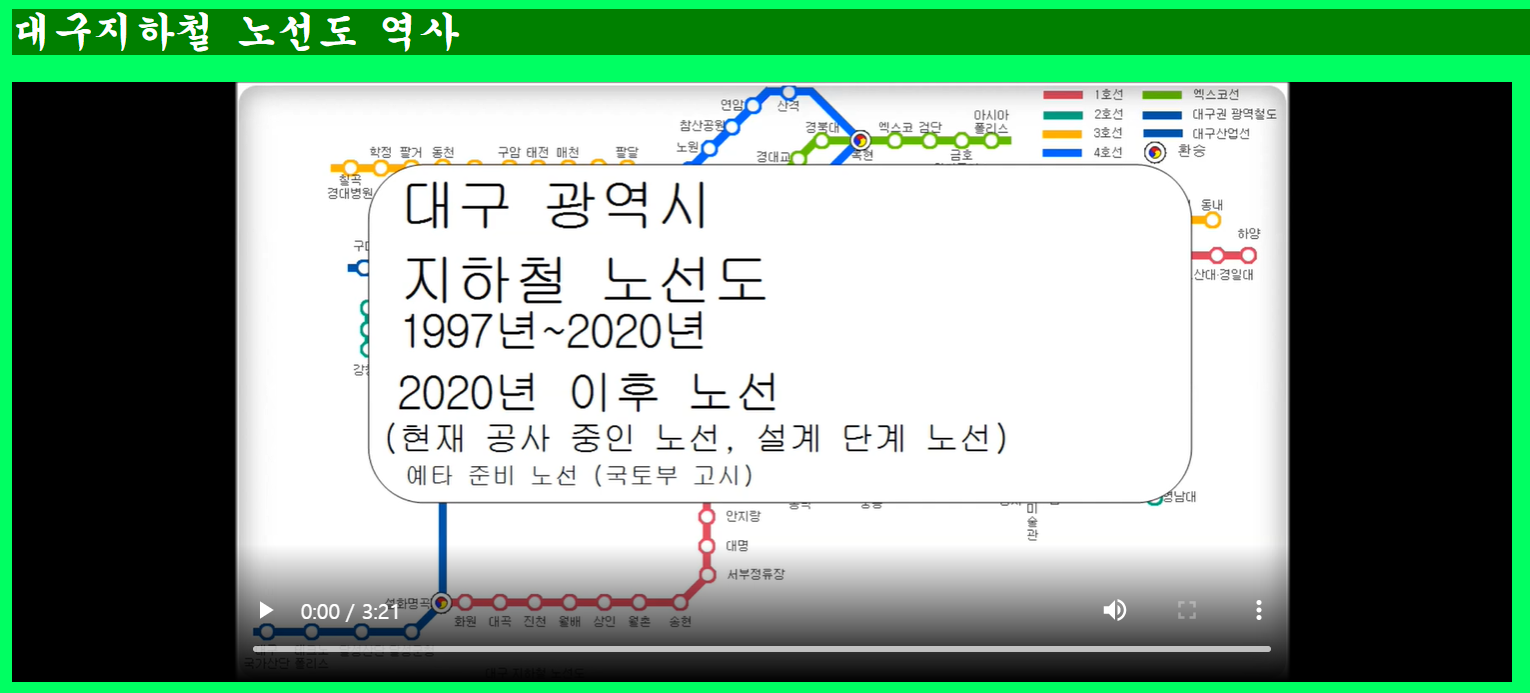 대구지하철 노선도 역사
연암 산격
참산공원
노원
경북대
엑스코 검단
아시아
폴리스
경대교
복현
금호
1호선
2호선
3호선
4호선
엑스코선
대구권 광역철도
대구산업선
환승
학정 팔거 동천 구암 태전 매천 팔달
칠곡
경대병원
동내
하양
대·경일대
대구 광역시
지하철 노선도
1997년~2020년
2020년 이후 노선
(현재 공사 중인 노선, 설계 단계 노선)
예타 준비 노선 (국토부 고시)
영남대
미
술
관
안지랑
대명
서부정류장
설화명곡
화원 대곡 진천 월배 상인 월촌 송현
0:00 / 3:21
국가산단 폴리스